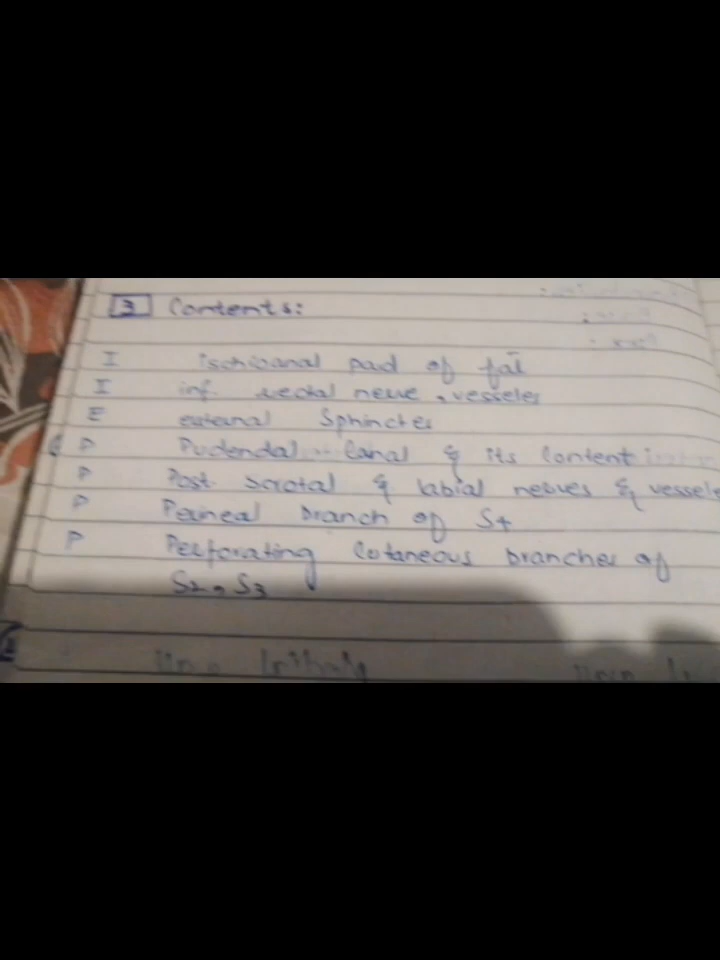 3 Contents:
I ischioanal pad of fat
I inf. rectal nerve, vesseles
E external Sphincter
P Pudendal Canal & its Content
P Post. Scrotal & labial nerves & vessels
P Perineal branch of S4
P Perforating Cutaneous branches of
S2, S3